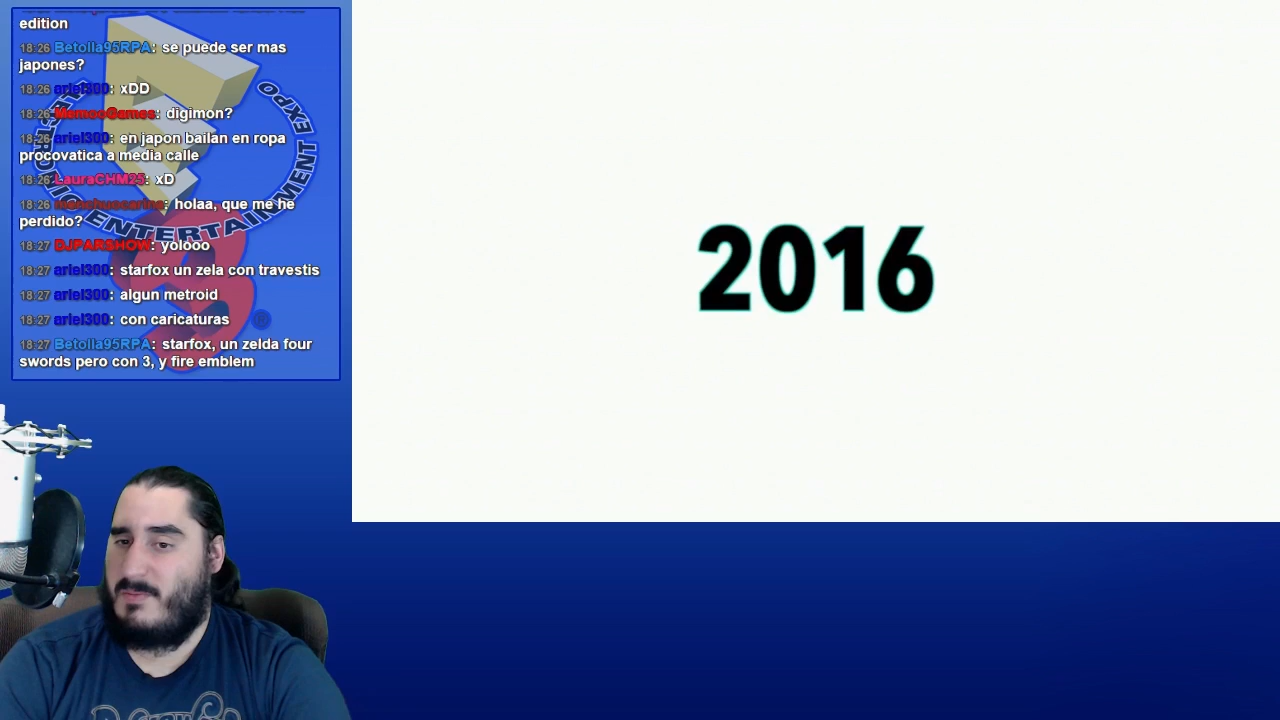 edition
18:26 Betolla95RPA: se puede ser mas
japones?
18:26 ariel300: xDD
18:26 MemocGames: digimon?
18:26 ariel300: en japon bailan en ropa
procovatica a media calle
18:26 LauraCHM25: xD
18:26 holaa, que me he
perdido?
18:27 DJPARSHOW: yolooo
18:27 ariel300: starfox un zela con travestis
18:27 ariel300: algun metroid
18:27 ariel300: con caricaturas
18:27 Betolla95RPA: starfox, un zelda four
swords pero con 3, y fire emblem
ENTERTAINMENT EXPO
®
2016